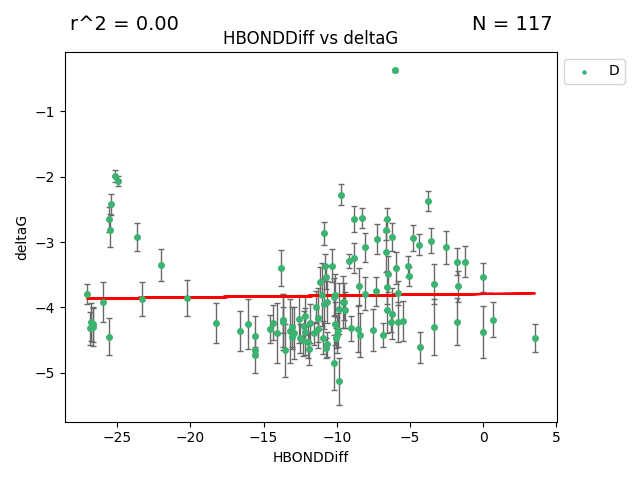 r^2 = 0.00
N = 117
HBONDDiff vs deltaG
D
−1
−2
−3
−4
−5
deltaG
−25
−20
−15
−10
−5
0
5
HBONDDiff